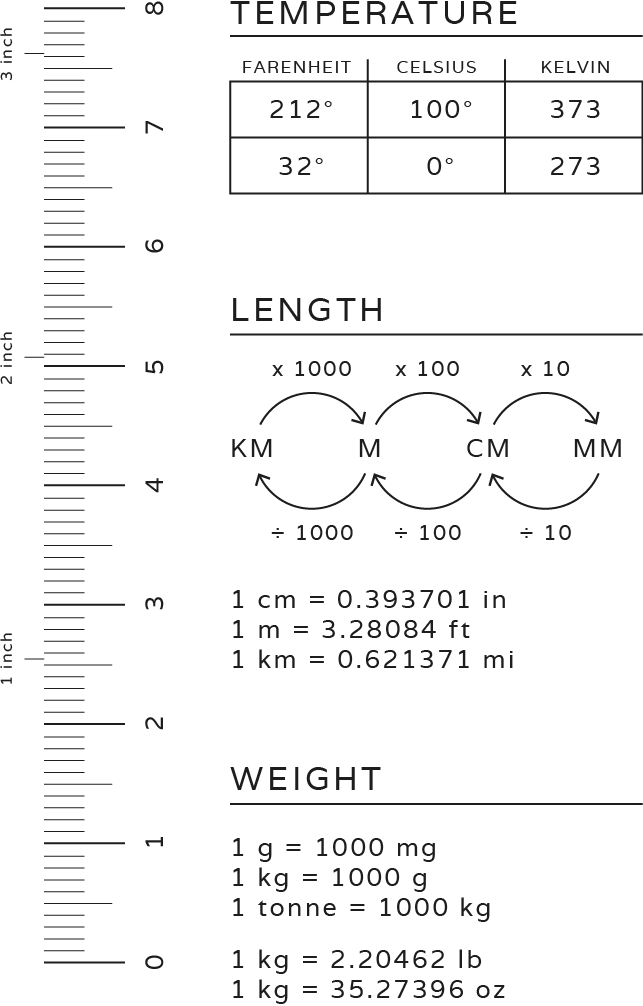 8
7
6
5
4
3
2
1
0
3 inch
2 inch
1 inch
TEMPERATURE
FARENHEIT CELSIUS KELVIN
212° 100° 373
32° 0° 273
LENGTH
x 1000 x 100 x 10
KM M CM MM
÷ 1000 ÷ 100 ÷ 10
1 cm = 0.393701 in
1 m = 3.28084 ft
1 km = 0.621371 mi
WEIGHT
1 g = 1000 mg
1 kg = 1000 g
1 tonne = 1000 kg
1 kg = 2.20462 lb
1 kg = 35.27396 oz